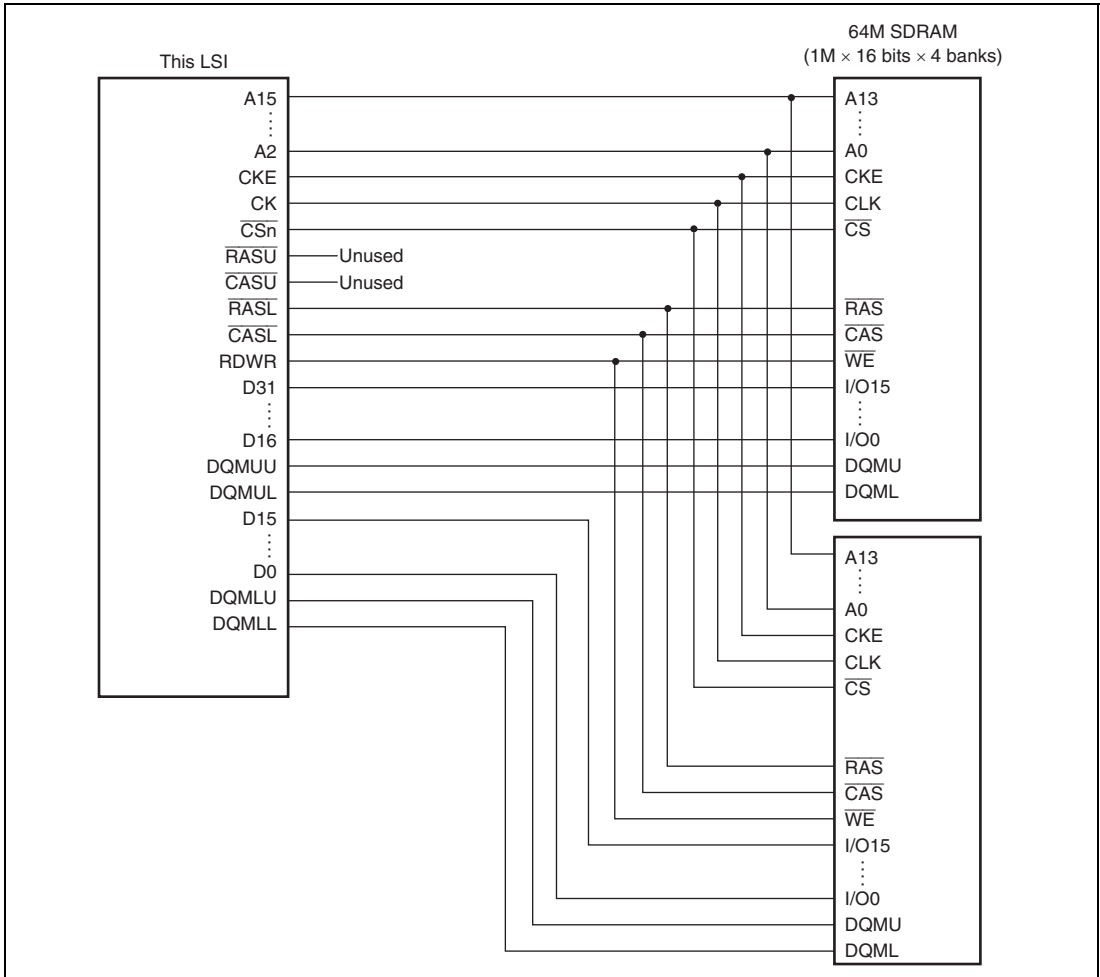 This LSI
A15
A2
CKE
CK
CSn
RASU
CASU
RASL
CASL
RDWR
D31
D16
DQMUU
DQMUL
D15
D0
DQMLU
DQMLL
Unused
Unused
64M SDRAM
(1M × 16 bits × 4 banks)
A13
A0
CKE
CLK
CS
RAS
CAS
WE
I/O15
I/O0
DQMU
DQML
A13
A0
CKE
CLK
CS
RAS
CAS
WE
I/O15
I/O0
DQMU
DQML